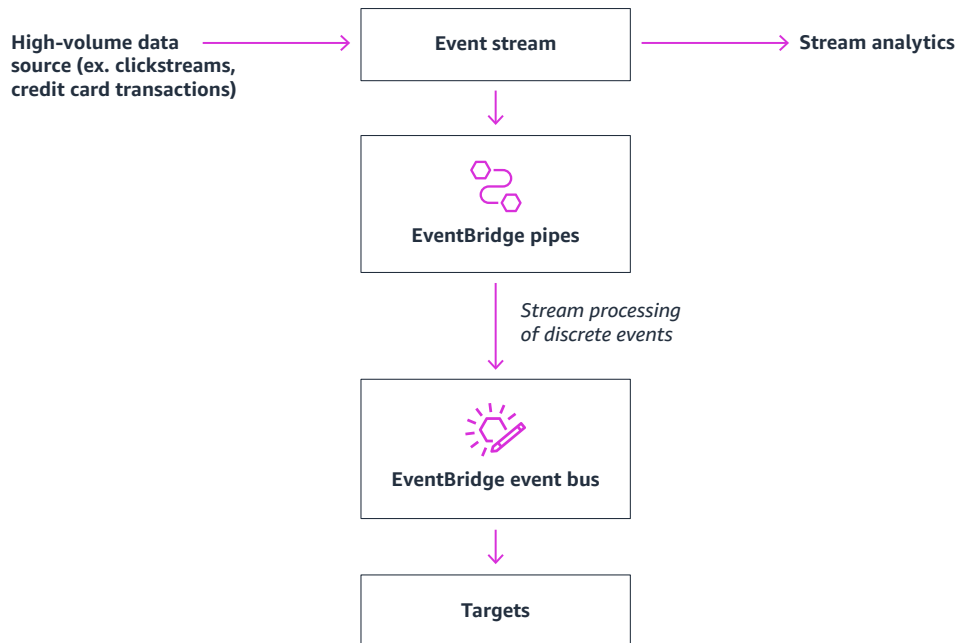 High-volume data
source (ex. clickstreams,
credit card transactions)
Event stream
Stream analytics
EventBridge pipes
Stream processing
of discrete events
EventBridge event bus
Targets